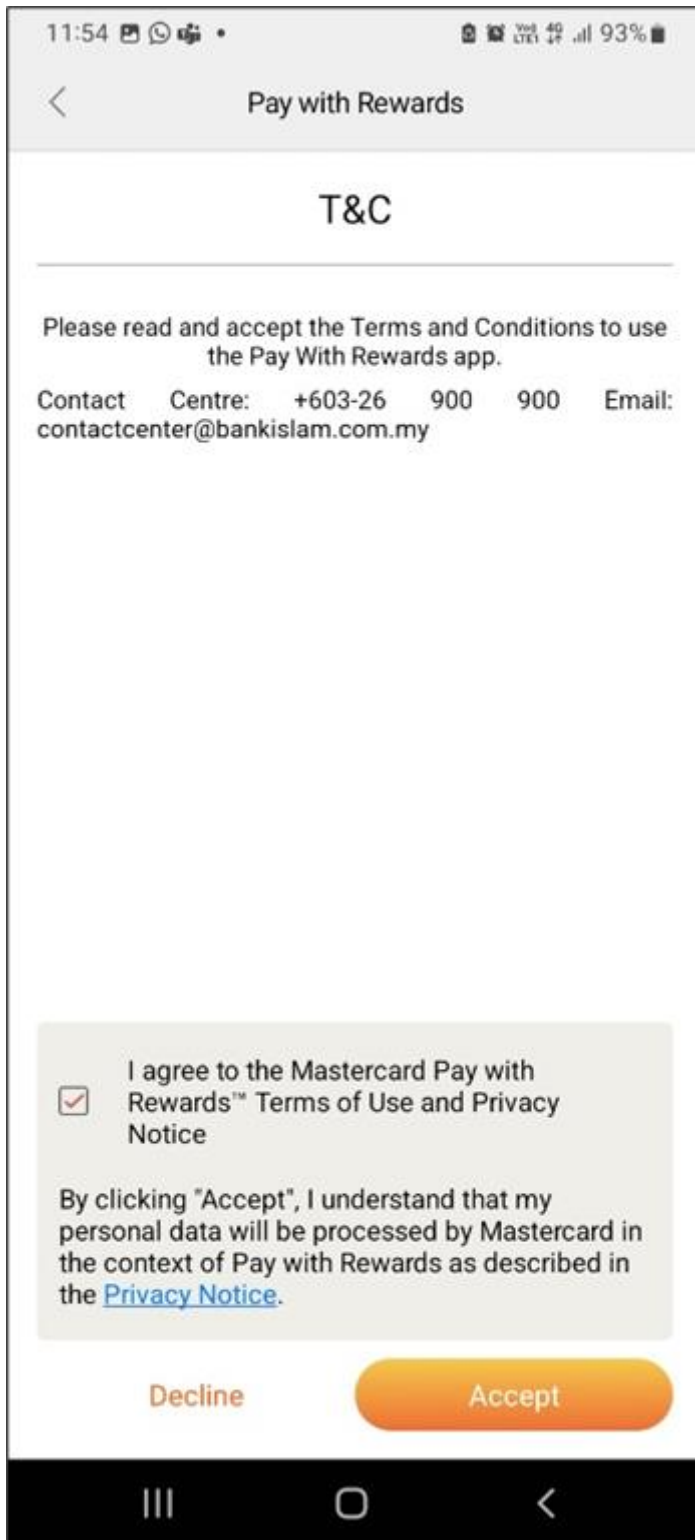 11:54
93%
Pay with Rewards
T&C
Please read and accept the Terms and Conditions to use
the Pay With Rewards app.
Contact Centre: +603-26 900 900 Email:
contactcenter@bankislam.com.my
I agree to the Mastercard Pay with
Rewards™ Terms of Use and Privacy
Notice
By clicking "Accept", I understand that my
personal data will be processed by Mastercard in
the context of Pay with Rewards as described in
the Privacy Notice.
Decline
Accept